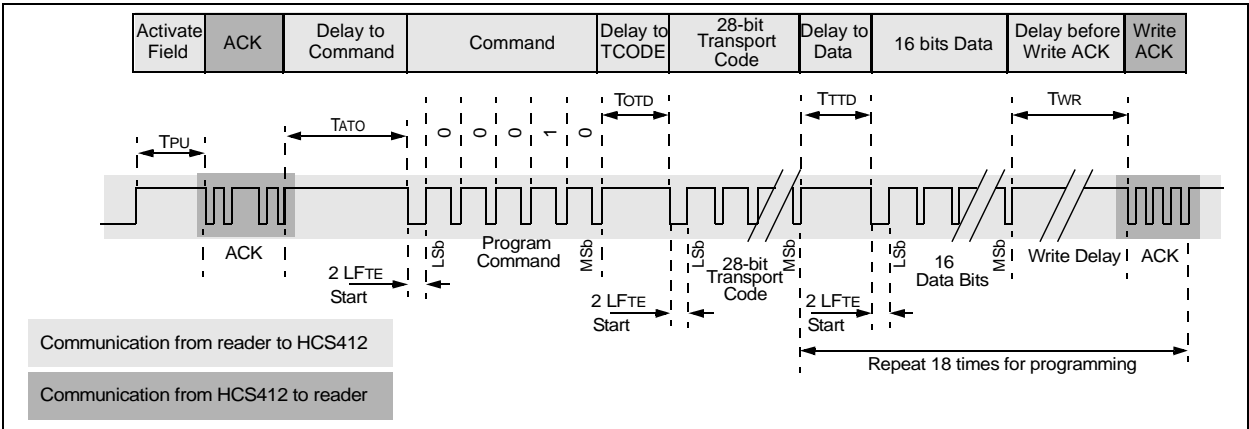 Activate
Field
ACK
Delay to
Command
Command
Delay to
TCODE
28-bit
Transport
Code
Delay to
Data
16 bits Data
Delay before
Write ACK
Write
ACK
TPU
TATO
0 0 0 1 0
TOTD
TTTD
TWR
ACK
2 LFTE
Start
LSb
Program
Command
MSb
2 LFTE
Start
LSb
28-bit
Transport
Code
MSb
2 LFTE
Start
LSb
16
Data Bits
MSb
Write Delay
ACK
Repeat 18 times for programming
Communication from reader to HCS412
Communication from HCS412 to reader